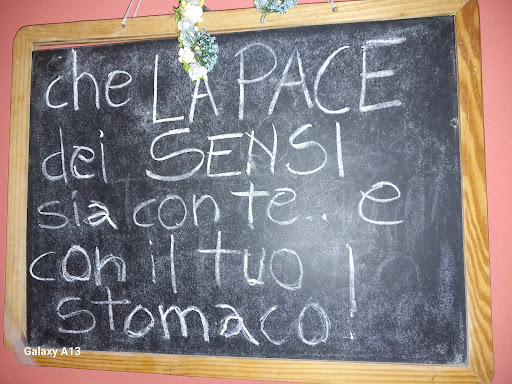 che LA PACE
dei SENSI
sia con te.. e
con il tuo
stomaco!
Galaxy A13